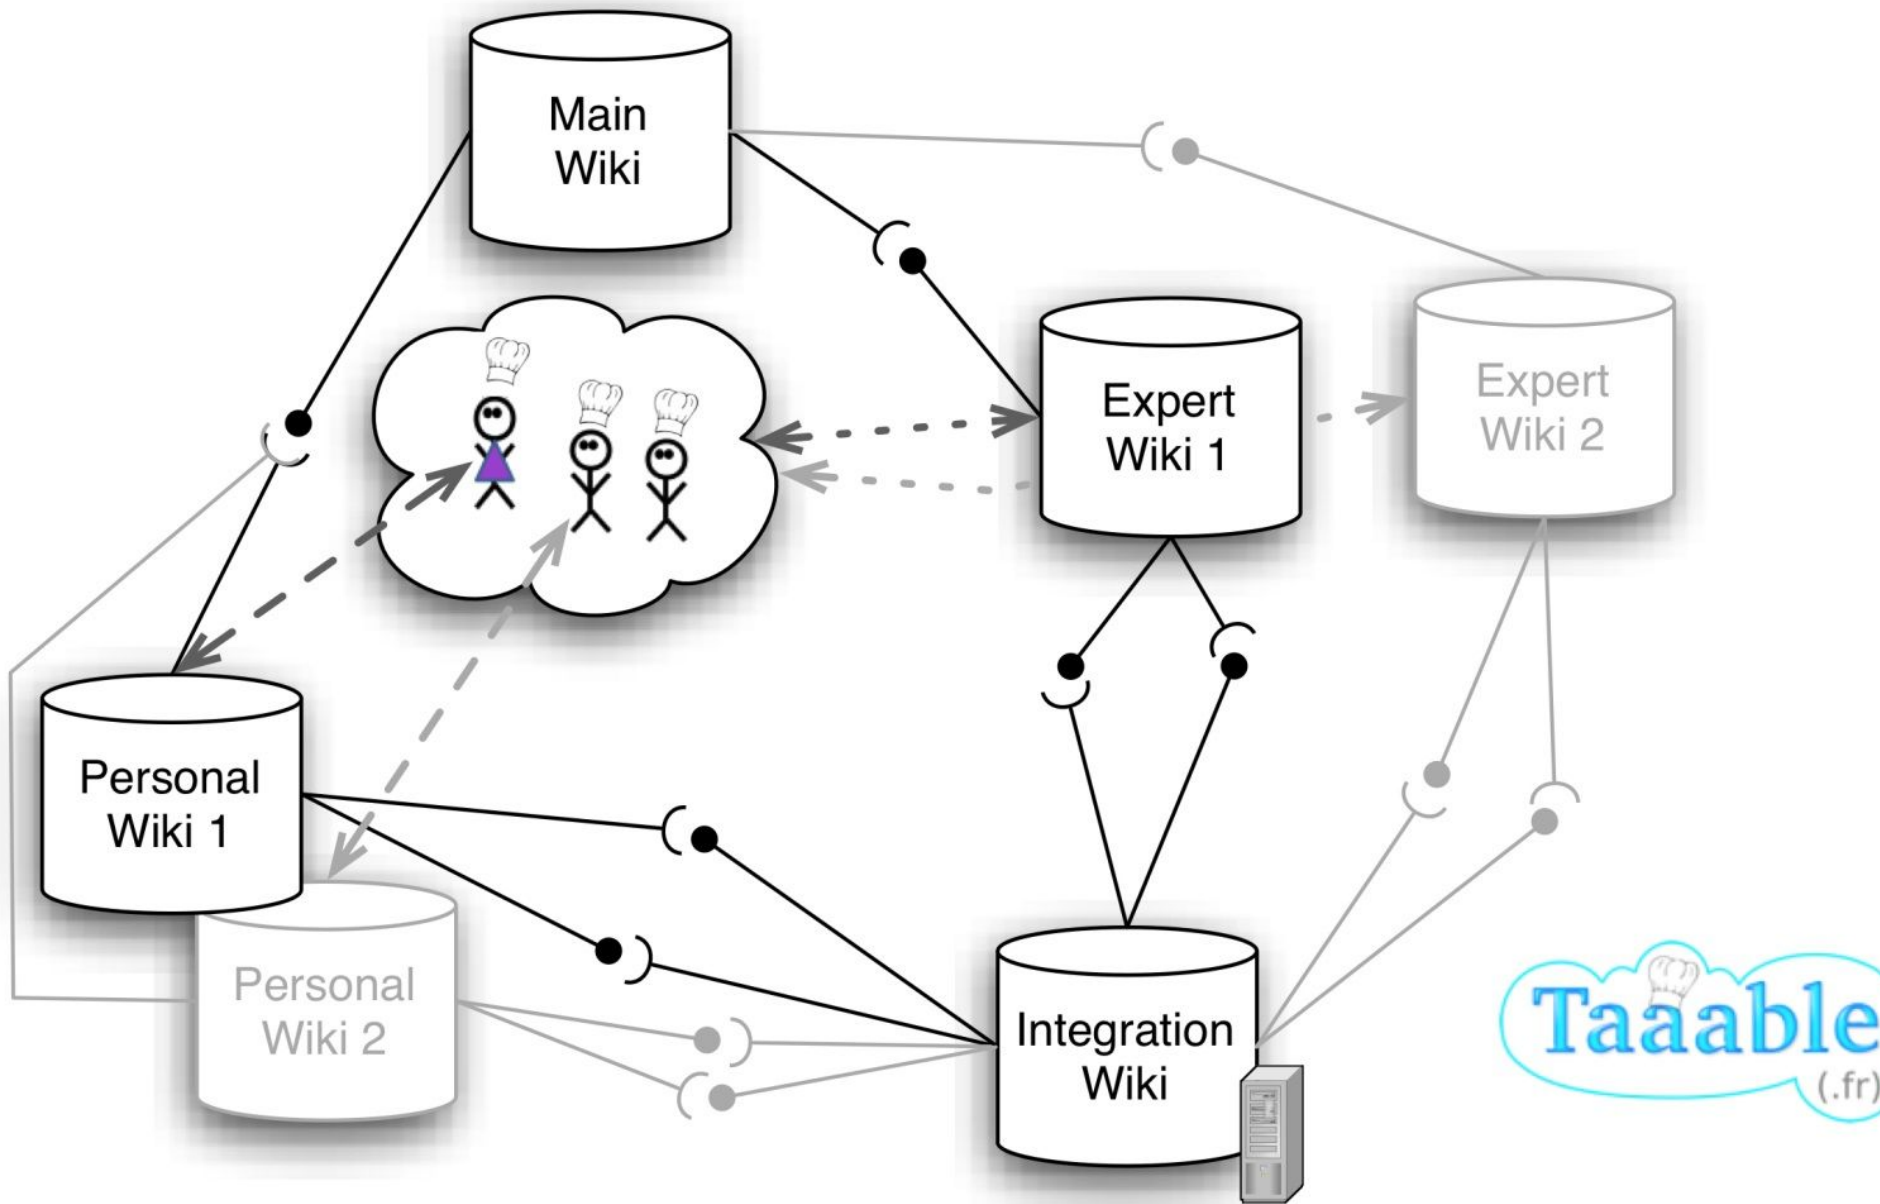 Main
Wiki
Expert
Wiki 1
Expert
Wiki 2
Personal
Wiki 1
Personal
Wiki 2
Integration
Wiki
Taaable
(.fr)